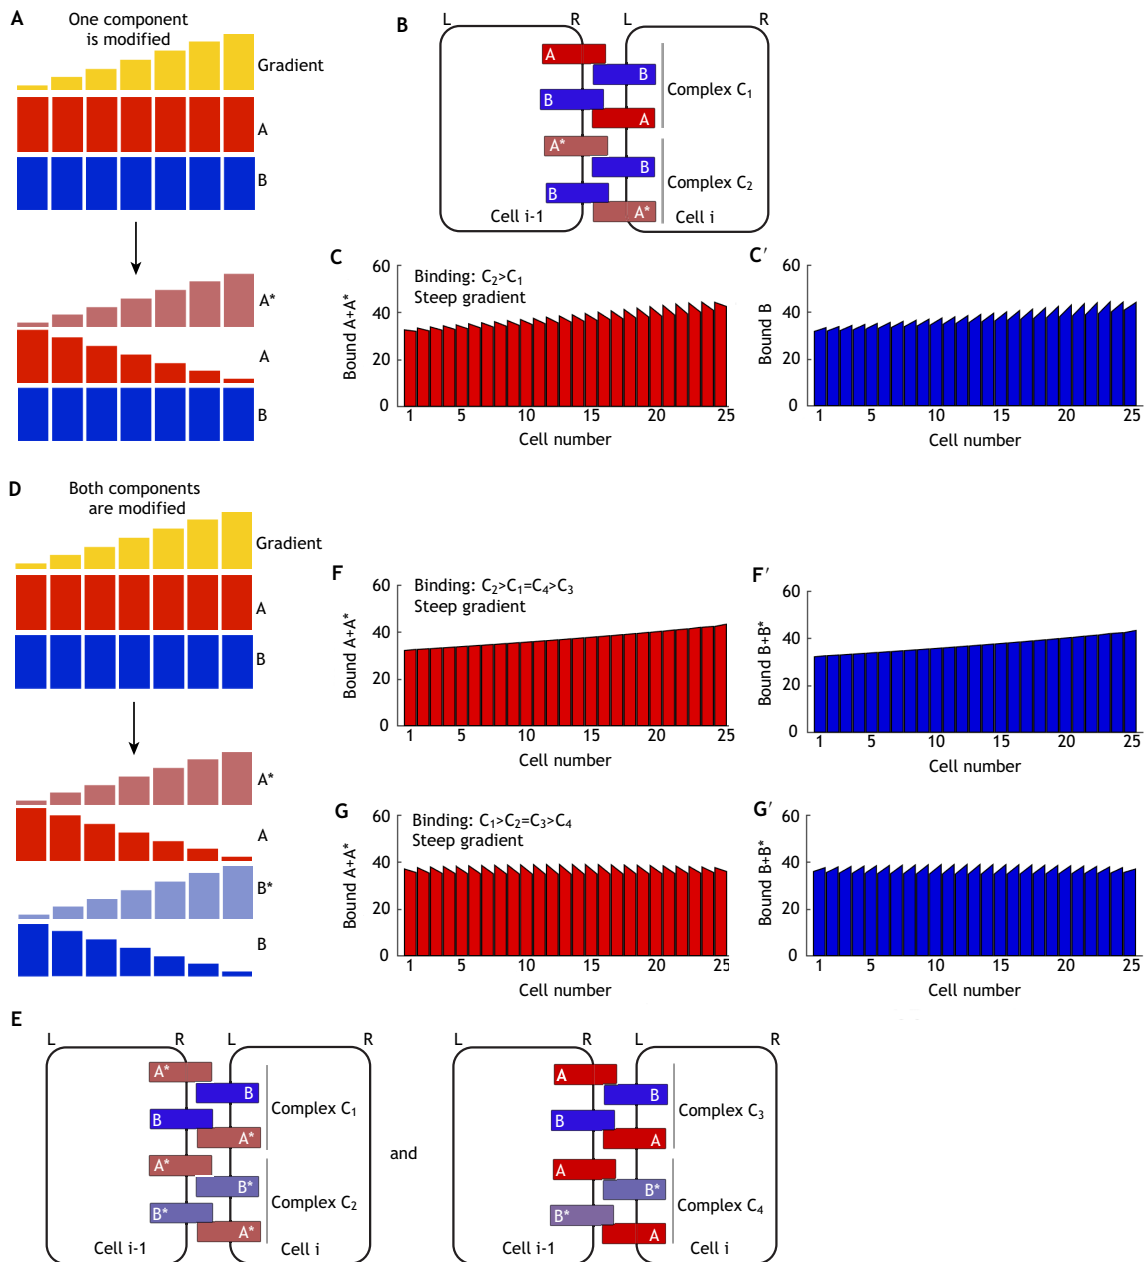 A
One component
is modified
Gradient
A
B
A*
A
B
B
L
R
L
R
A
B
B
A
Complex C1
A*
B
B
A*
Complex C2
Cell i-1
Cell i
C
Binding: C2>C1
Steep gradient
Bound A+A*
60
40
20
0
1
5
10
15
20
25
Cell number
C′
Bound B
60
40
20
0
1
5
10
15
20
25
Cell number
D
Both components
are modified
Gradient
A
B
A*
A
B*
B
F
Binding: C2>C1=C4>C3
Steep gradient
Bound A+A*
60
40
20
0
1
5
10
15
20
25
Cell number
F′
Bound B+B*
60
40
20
0
1
5
10
15
20
25
Cell number
G
Binding: C1>C2=C3>C4
Steep gradient
Bound A+A*
60
40
20
0
1
5
10
15
20
25
Cell number
G′
Bound B+B*
60
40
20
0
1
5
10
15
20
25
Cell number
E
L
R
L
R
A*
B
B
A*
Complex C1
A*
B*
B*
A*
Complex C2
Cell i-1
Cell i
and
L
R
L
R
A
B
B
A
Complex C3
A
B*
B*
A
Complex C4
Cell i-1
Cell i